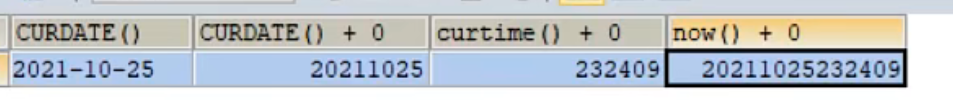 CURDATE() CURDATE() + 0 curtime() + 0 now() + 0
2021-10-25 20211025 232409 20211025232409